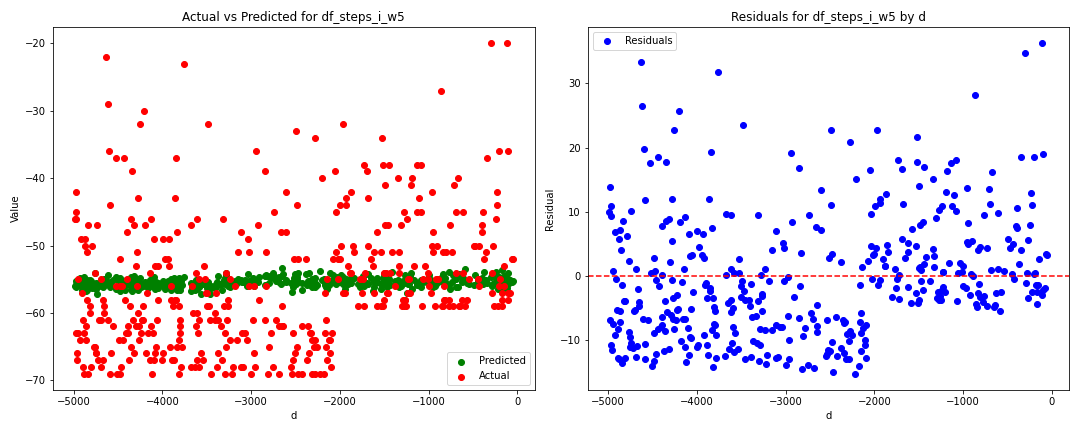 Actual vs Predicted for df_steps_i_w5
−20
−30
−40
−50
−60
−70
Value
−5000
−4000
−3000
−2000
−1000
0
d
Predicted
Actual
Residuals for df_steps_i_w5 by d
Residuals
30
20
10
0
−10
Residual
−5000
−4000
−3000
−2000
−1000
0
d